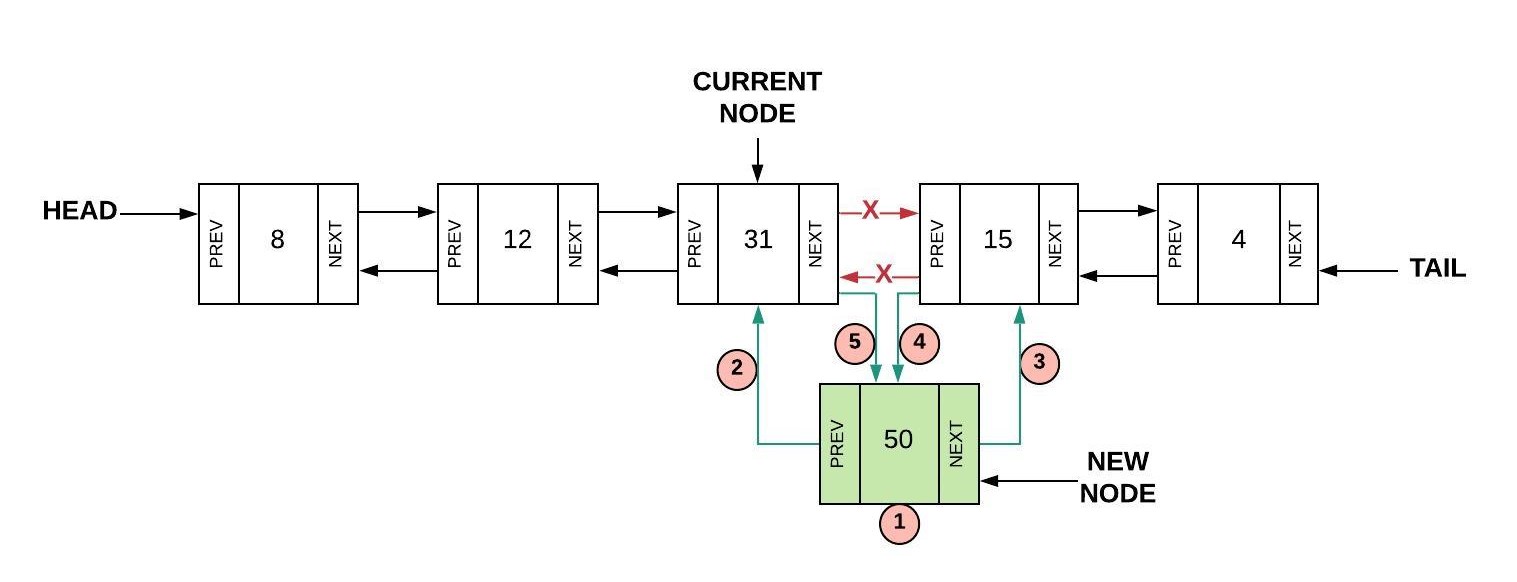 CURRENT
NODE
HEAD
PREV
8
NEXT
PREV
12
NEXT
PREV
31
NEXT
X
X
PREV
15
NEXT
PREV
4
NEXT
TAIL
2
5
4
3
PREV
50
NEXT
NEW
NODE
1